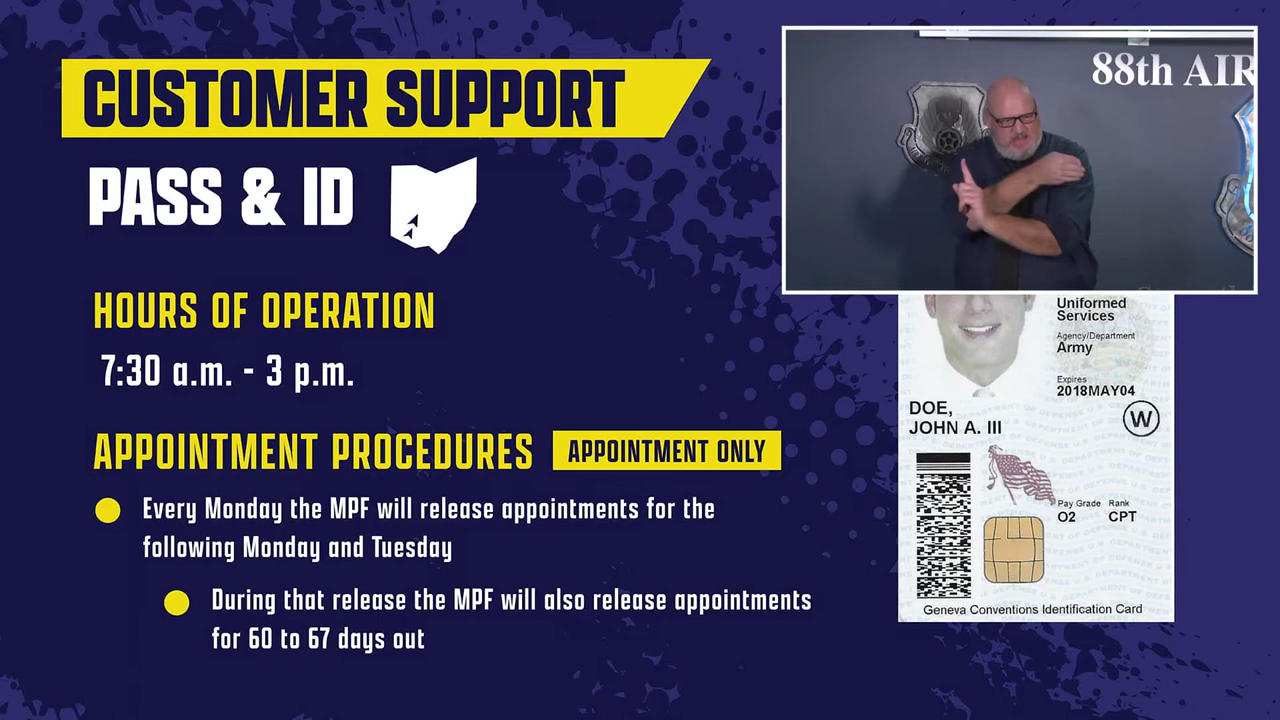 CUSTOMER SUPPORT
PASS & ID
HOURS OF OPERATION
7:30 a.m. - 3 p.m.
APPOINTMENT PROCEDURES
APPOINTMENT ONLY
Every Monday the MPF will release appointments for the
following Monday and Tuesday
During that release the MPF will also release appointments
for 60 to 67 days out
88th AIR
Uniformed
Services
Agency/Department
Army
Expires
2018MAY04
DOE,
JOHN A. III
W
Pay Grade Rank
O2 CPT
Geneva Conventions Identification Card